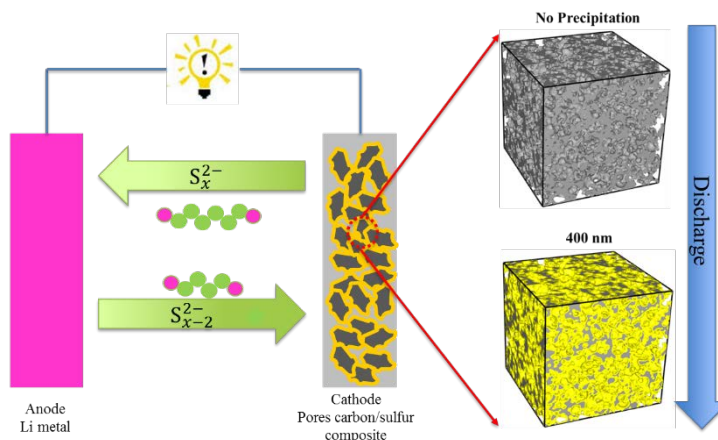 No Precipitation
!
S_x^{2−}
Discharge
400 nm
S_{x−2}^{2−}
Anode
Li metal
Cathode
Pores carbon/sulfur
composite